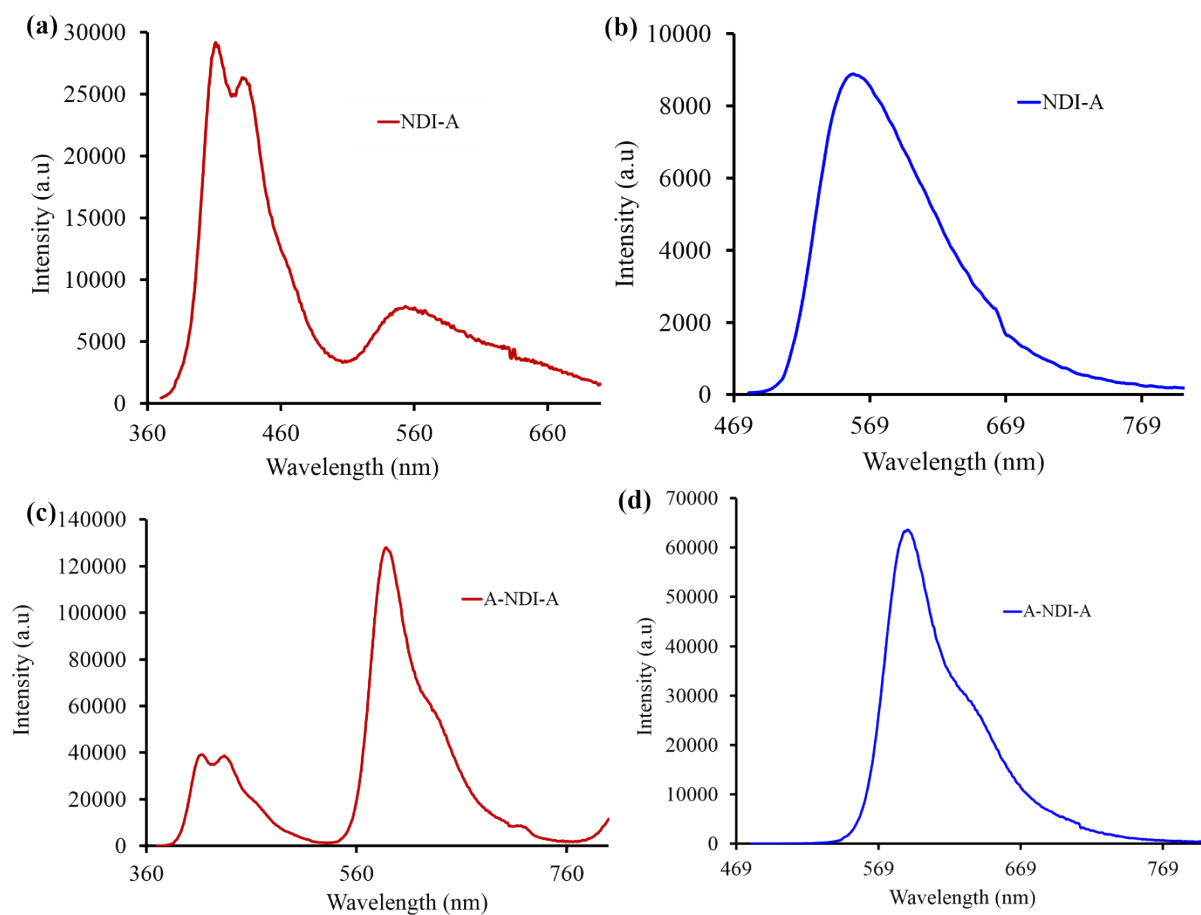 (a)
30000
25000
20000
15000
10000
5000
0
Intensity (a.u)
NDI-A
360 460 560 660
Wavelength (nm)
(b)
10000
8000
6000
4000
2000
0
Intensity (a.u)
NDI-A
469 569 669 769
Wavelength (nm)
(c)
140000
120000
100000
80000
60000
40000
20000
0
Intensity (a.u)
A-NDI-A
360 560 760
Wavelength (nm)
(d)
70000
60000
50000
40000
30000
20000
10000
0
Intensity (a.u)
A-NDI-A
469 569 669 769
Wavelength (nm)